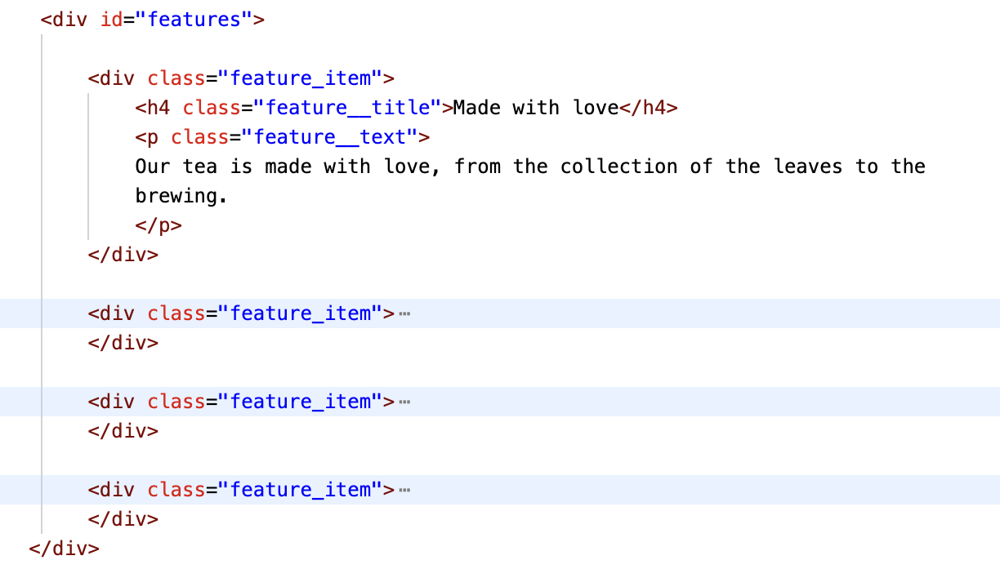 <div id="features">
<div class="feature_item">
<h4 class="feature__title">Made with love</h4>
<p class="feature__text">
Our tea is made with love, from the collection of the leaves to the
brewing.
</p>
</div>
<div class="feature_item">⋯
</div>
<div class="feature_item">⋯
</div>
<div class="feature_item">⋯
</div>
</div>